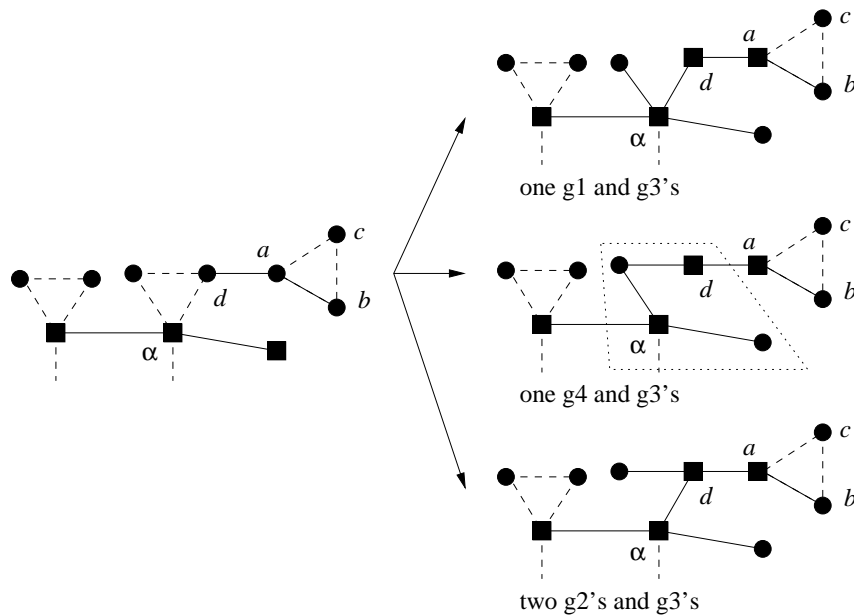 a
c
b
d
α
a
c
b
d
α
one g1 and g3's
a
c
b
d
α
one g4 and g3's
a
c
b
d
α
two g2's and g3's